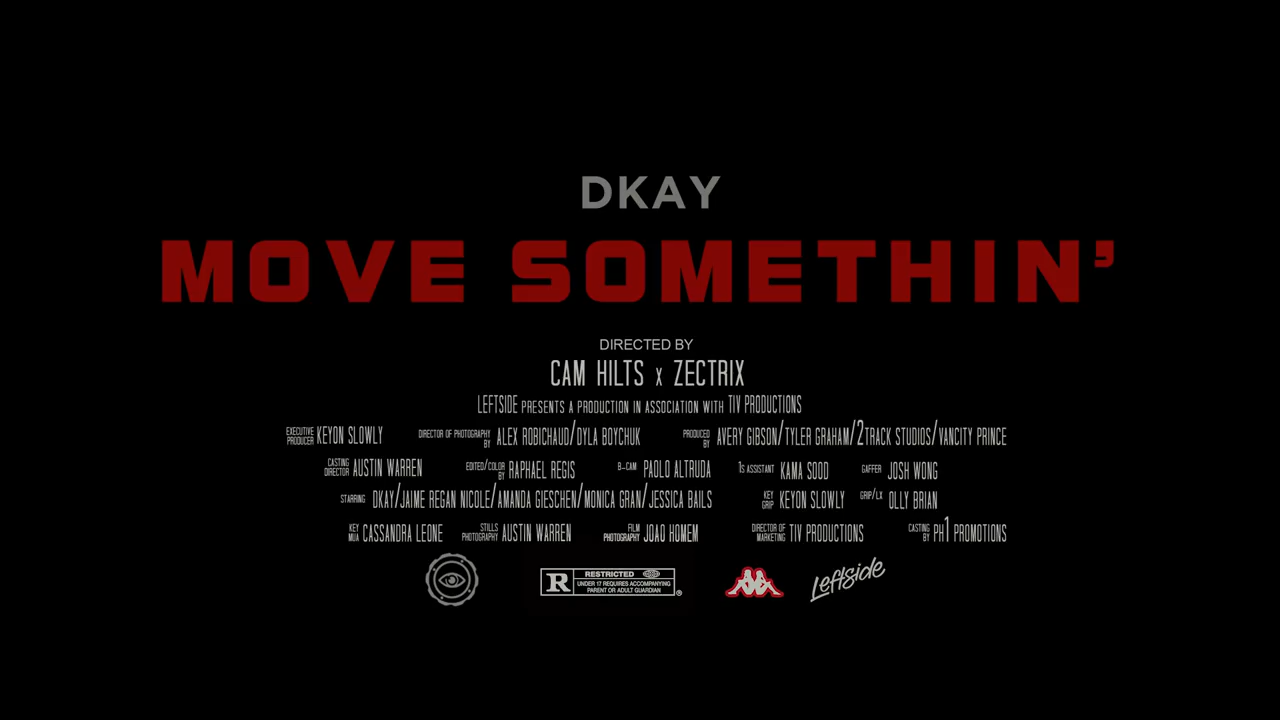 DKAY
MOVE SOMETHIN’
DIRECTED BY
CAM HILTS x ZECTRIX
LEFTSIDE PRESENTS A PRODUCTION IN ASSOCIATION WITH TIV PRODUCTIONS
EXECUTIVE PRODUCER KEYON SLOWLY DIRECTOR OF PHOTOGRAPHY BY ALEX ROBICHAUD/DYLA BOYCHUK PRODUCED BY AVERY GIBSON/TYLER GRAHAM/2TRACK STUDIOS/VANCITY PRINCE
CASTING DIRECTOR AUSTIN WARREN EDITED/COLOR BY RAPHAEL REGIS B-CAM PAOLO ALTRUDA 1s ASSISTANT KAMA SOOD GAFFER JOSH WONG
STARRING DKAY/JAIME REGAN NICOLE/AMANDA GIESCHEN/MONICA GRAN/JESSICA BAILS KEY GRIP KEYON SLOWLY GRIP/LX OLLY BRIAN
KEY MUA CASSANDRA LEONE STILLS PHOTOGRAPHY AUSTIN WARREN FILM PHOTOGRAPHY JOAO HOMEM DIRECTOR OF MARKETING TIV PRODUCTIONS CASTING BY PH1 PROMOTIONS
R RESTRICTED
UNDER 17 REQUIRES ACCOMPANYING
PARENT OR ADULT GUARDIAN
Leftside